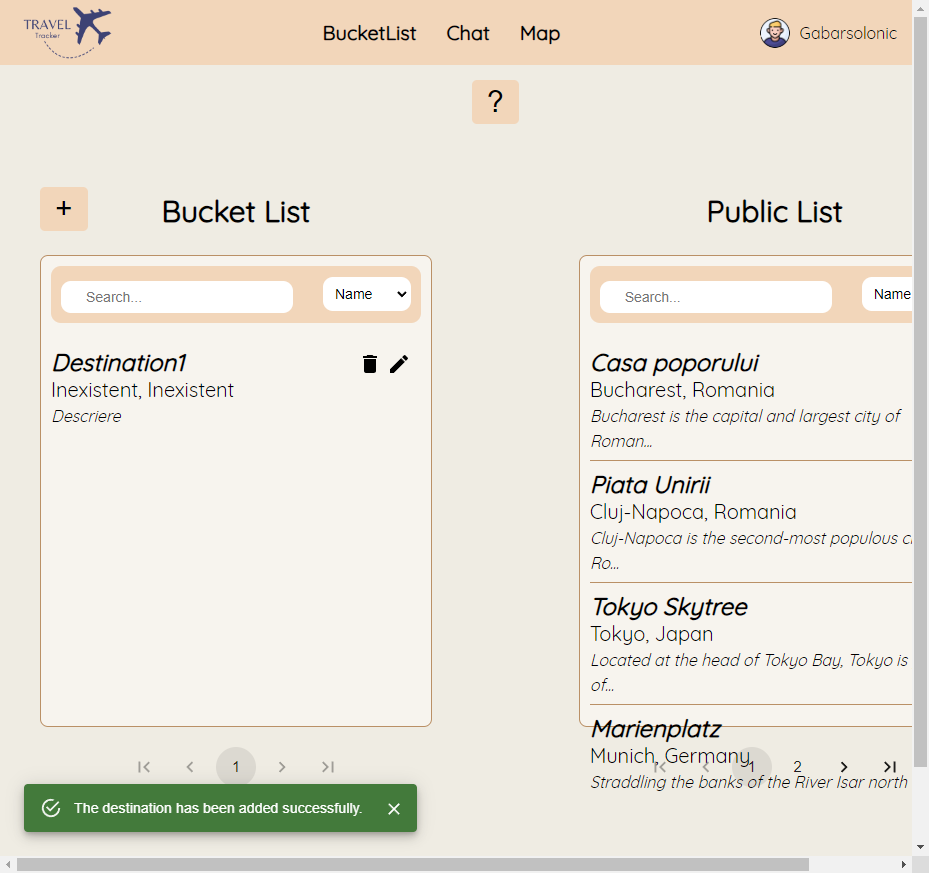 TRAVEL
Tracker
BucketList Chat Map
Gabarsolonic
?
+
Bucket List
Search...
Name
Destination1
Inexistent, Inexistent
Descriere
1
Public List
Search...
Name
Casa poporului
Bucharest, Romania
Bucharest is the capital and largest city of
Roman...
Piata Unirii
Cluj-Napoca, Romania
Cluj-Napoca is the second-most populous
Ro...
Tokyo Skytree
Tokyo, Japan
Located at the head of Tokyo Bay, Tokyo is
of...
Marienplatz
Munich, Germany
Straddling the banks of the River Isar north
1 2
The destination has been added successfully.